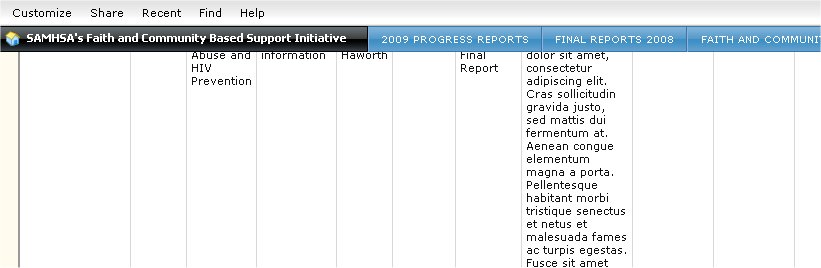 Customize Share Recent Find Help
SAMHSA's Faith and Community Based Support Initiative 2009 PROGRESS REPORTS FINAL REPORTS 2008 FAITH AND COMMUNI
Abuse and
HIV
Prevention
information
Haworth
Final
Report
dolor sit amet,
consectetur
adipiscing elit.
Cras sollicitudin
gravida justo,
sed mattis dui
fermentum at.
Aenean congue
elementum
magna a porta.
Pellentesque
habitant morbi
tristique senectus
et netus et
malesuada fames
ac turpis egestas.
Fusce sit amet